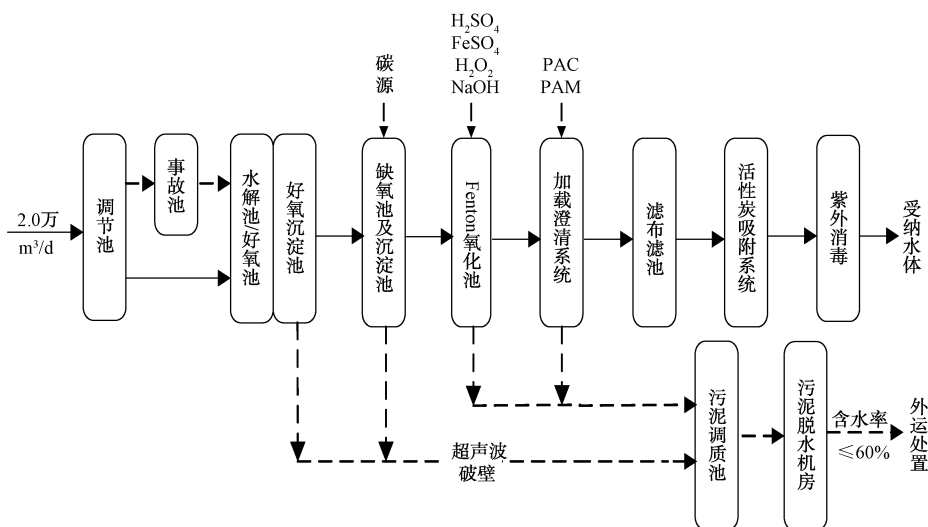 H₂SO₄
FeSO₄
H₂O₂
NaOH
碳源
PAC
PAM
2.0万
m³/d
调节池
事故池
水解池/好氧池
好氧沉淀池
缺氧池及沉淀池
Fenton氧化池
加载澄清系统
滤布滤池
活性炭吸附系统
紫外消毒
受纳水体
超声波
破壁
污泥调质池
污泥脱水机房
含水率
≤60%
外运处置